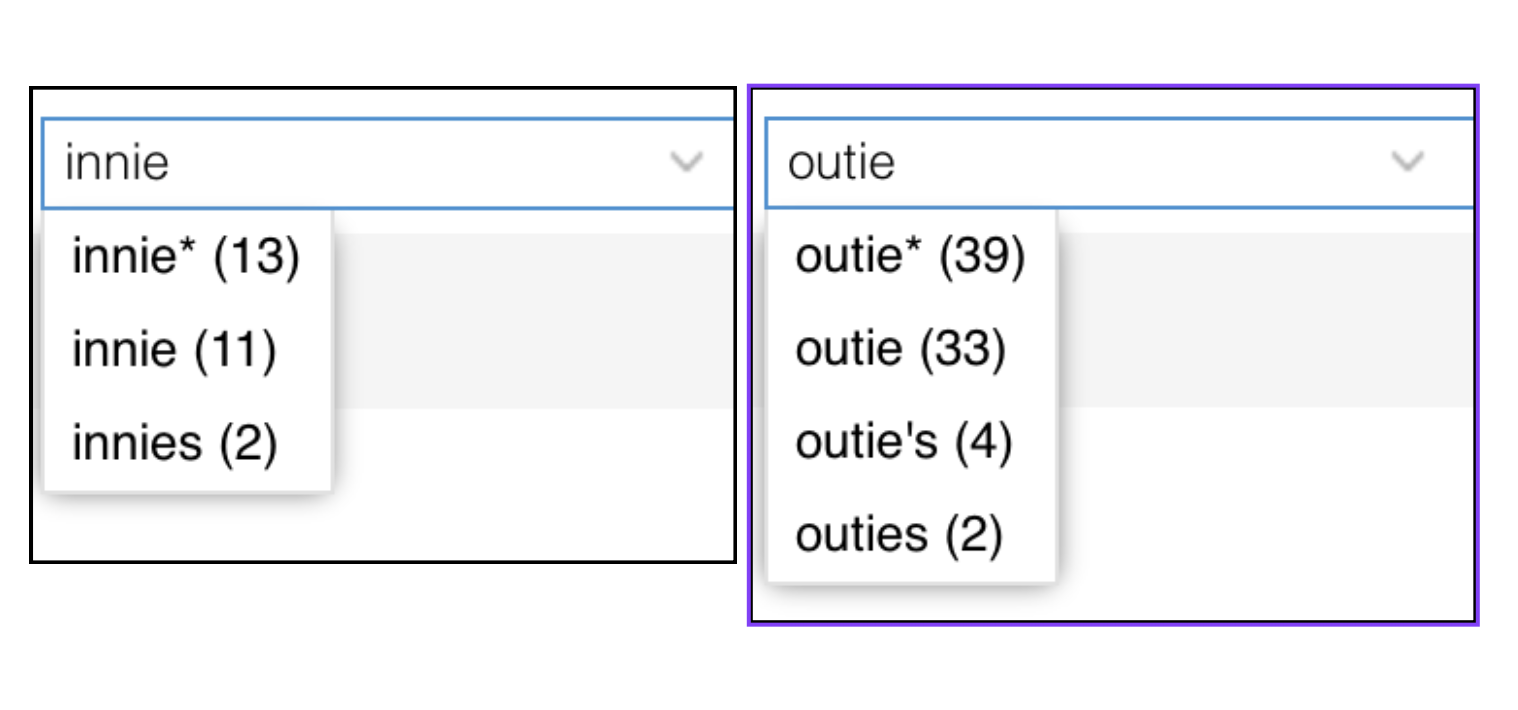 innie
innie* (13)
innie (11)
innies (2)
outie
outie* (39)
outie (33)
outie's (4)
outies (2)